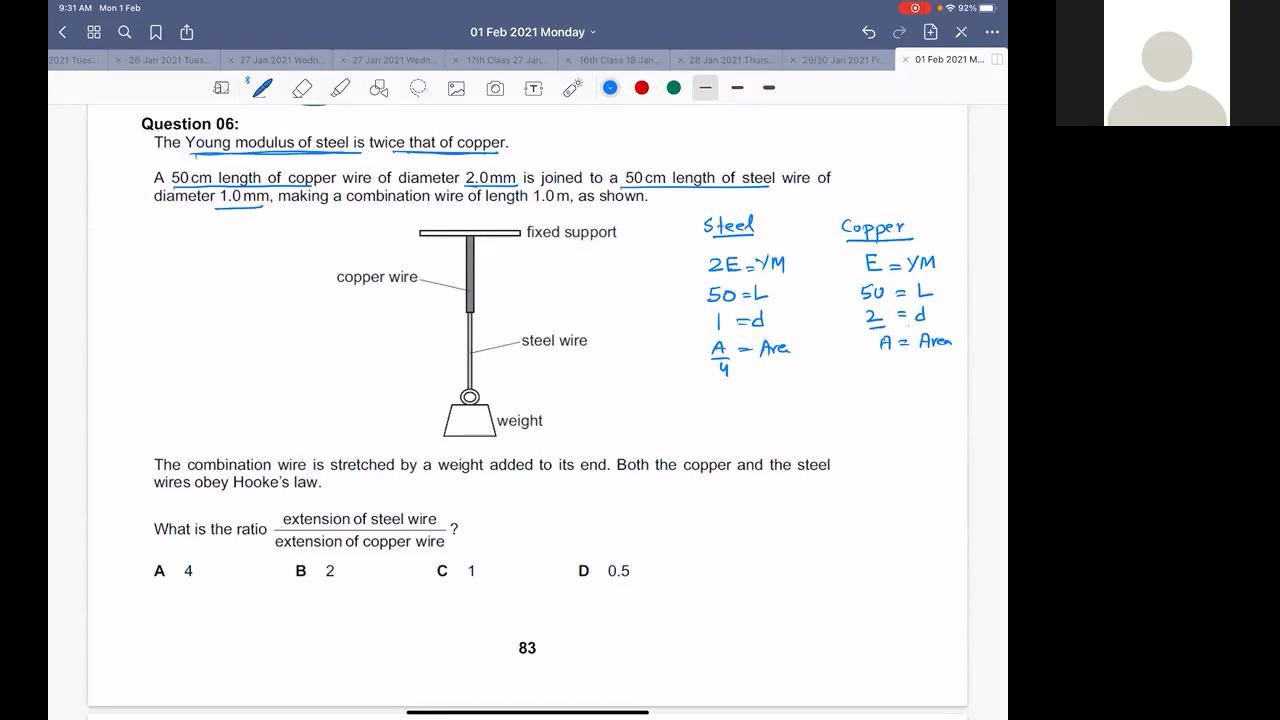 9:31 AM Mon 1 Feb
92%
01 Feb 2021 Monday
2021 Tues...
26 Jan 2021 Tues...
27 Jan 2021 Wedn...
27 Jan 2021 Wedn...
17th Class 27 Jan...
16th Class 18 Jan...
28 Jan 2021 Thurs...
29/30 Jan 2021 Fr...
01 Feb 2021 M...
Question 06:
The Young modulus of steel is twice that of copper.
A 50 cm length of copper wire of diameter 2.0 mm is joined to a 50 cm length of steel wire of
diameter 1.0 mm, making a combination wire of length 1.0 m, as shown.
fixed support
copper wire
steel wire
weight
Steel
2E = YM
50 = L
1 = d
A/4 = Area
Copper
E = YM
50 = L
2 = d
A = Area
The combination wire is stretched by a weight added to its end. Both the copper and the steel
wires obey Hooke's law.
What is the ratio extension of steel wire / extension of copper wire ?
A 4 B 2 C 1 D 0.5
83